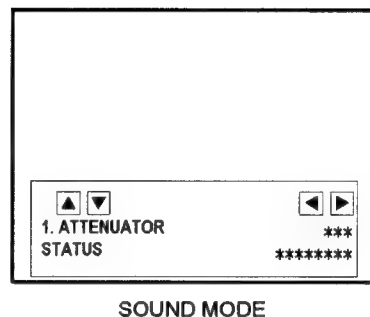 ▲ ▼ ◀ ▶
1. ATTENUATOR ***
STATUS ********
SOUND MODE